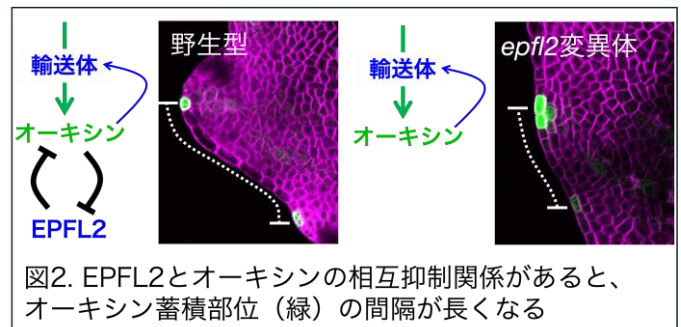 野生型
epfl2変異体
輸送体
オーキシン
EPFL2
輸送体
オーキシン
図2. EPFL2とオーキシンの相互抑制関係があると、
オーキシン蓄積部位（緑）の間隔が長くなる